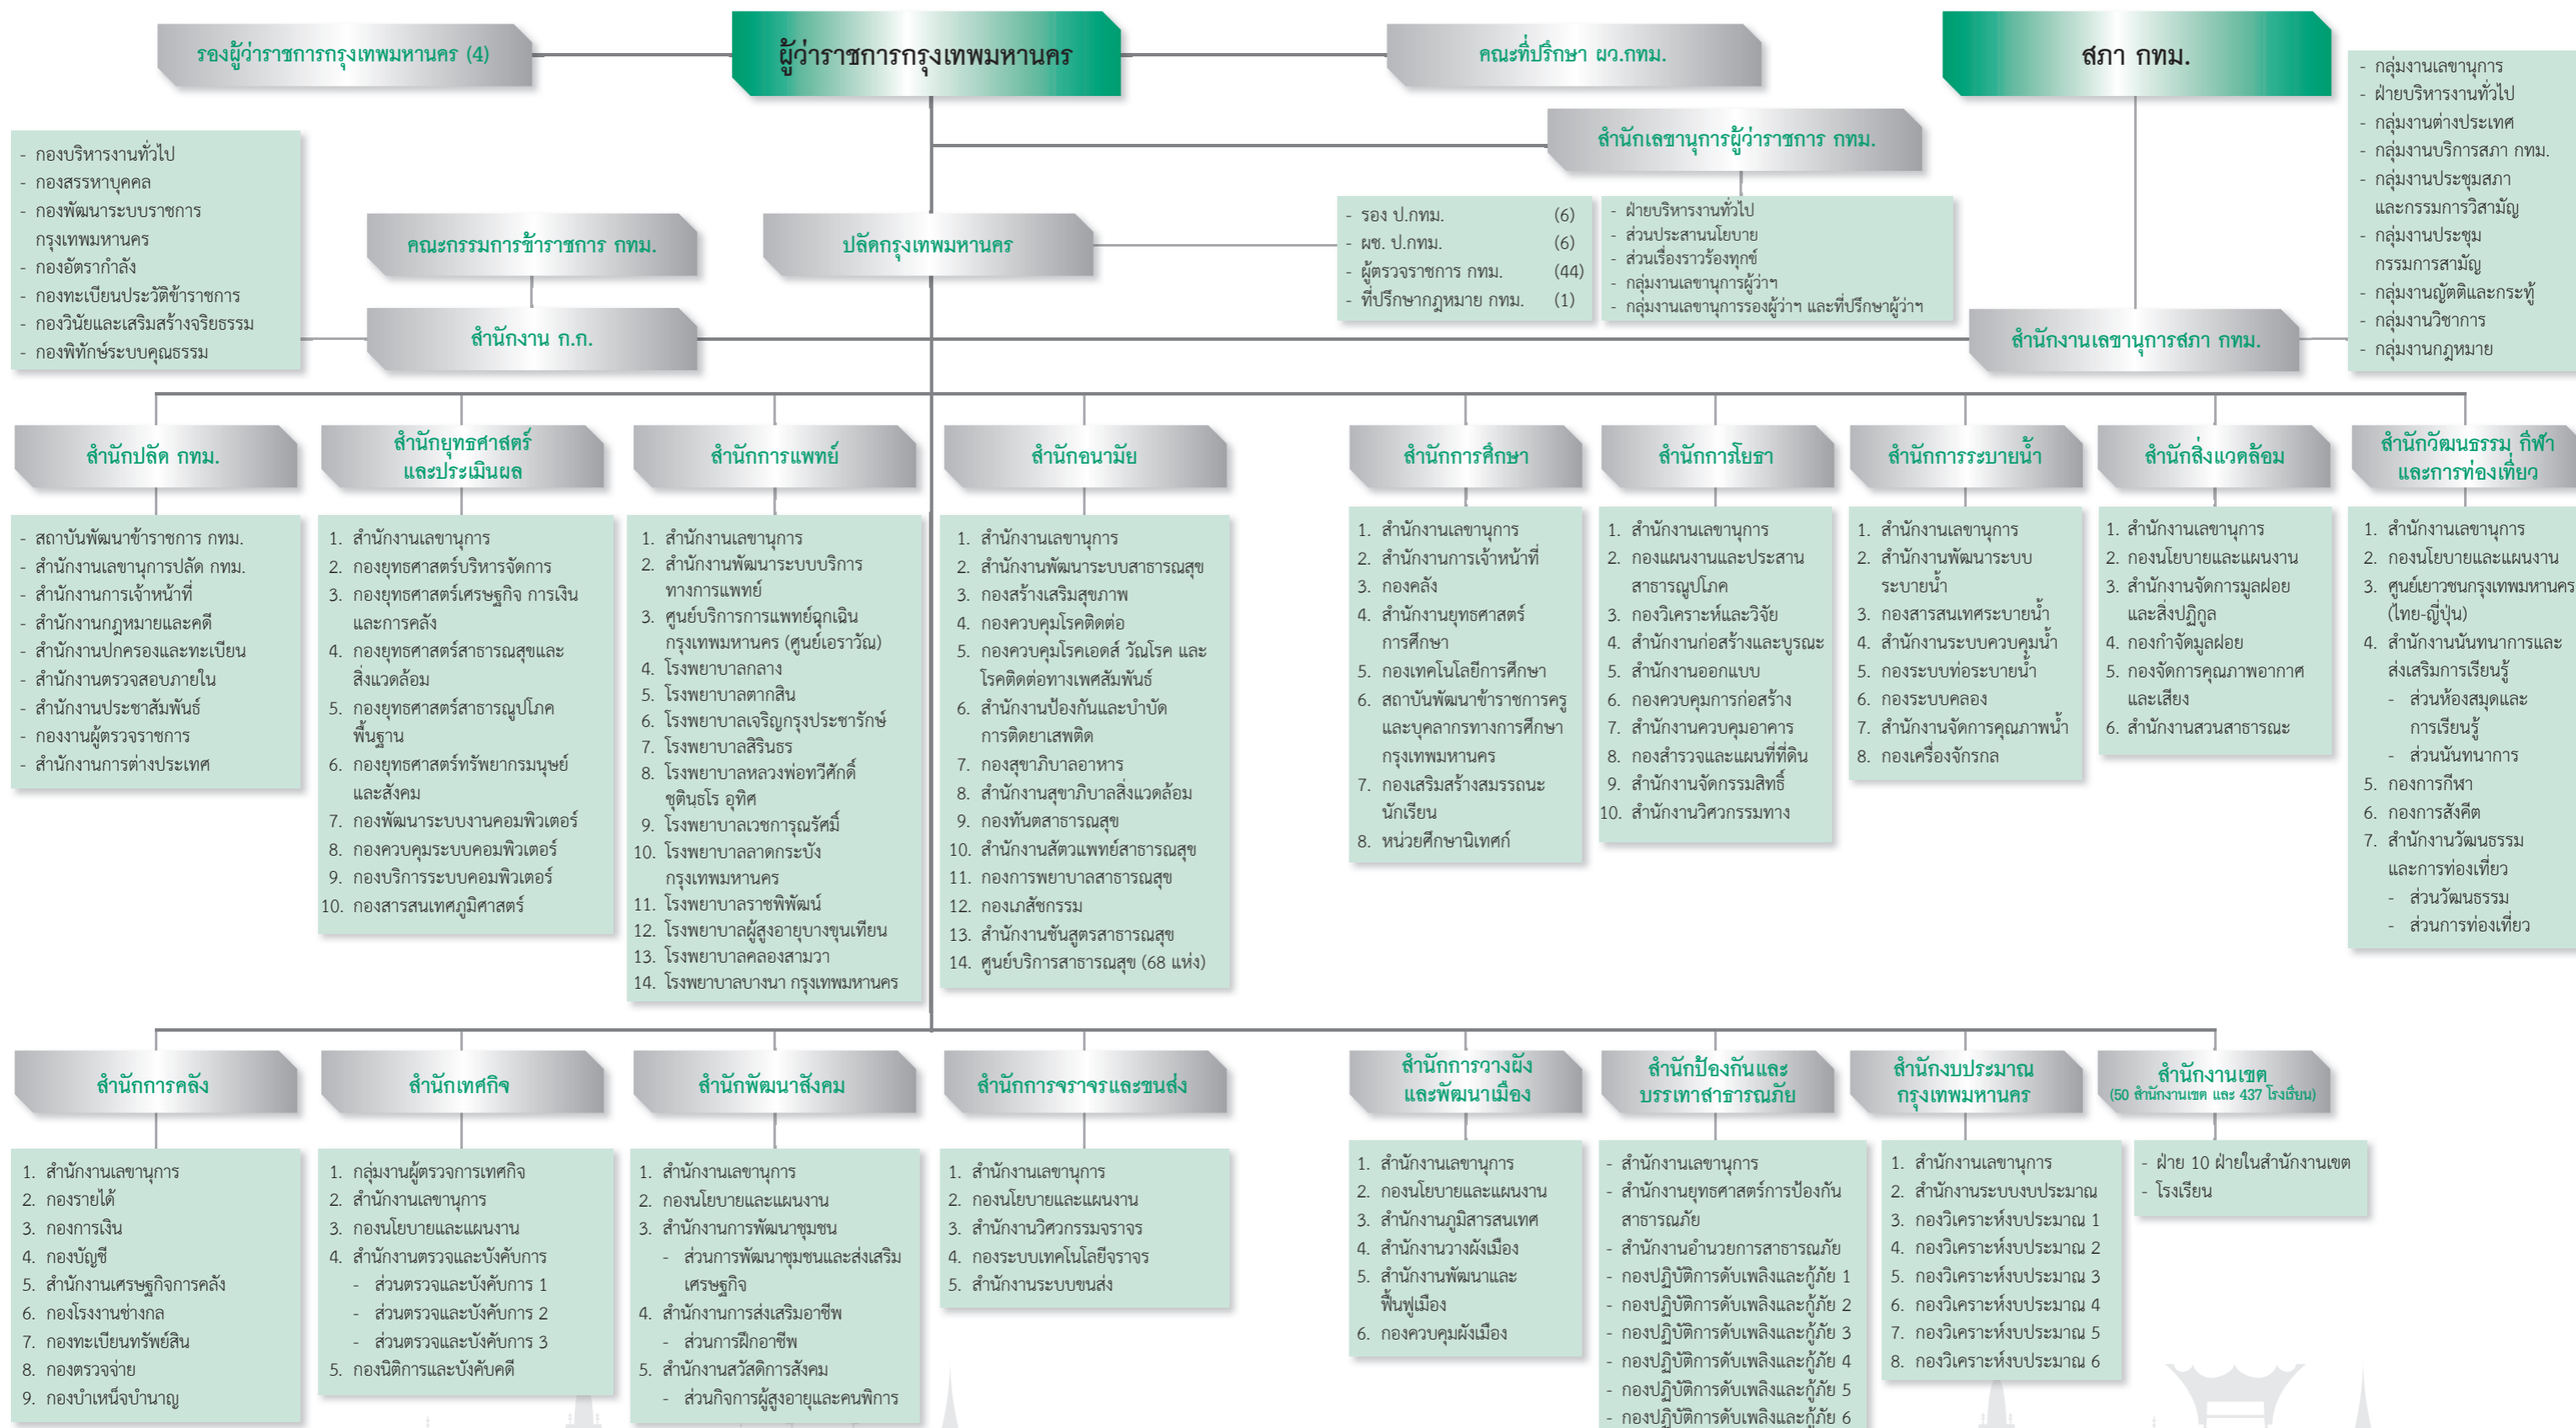 รองผู้ว่าราชการกรุงเทพมหานคร (4)
ผู้ว่าราชการกรุงเทพมหานคร
คณะที่ปรึกษา ผว.กทม.
สภา กทม.
- กลุ่มงานเลขานุการ
- ฝ่ายบริหารงานทั่วไป
- กลุ่มงานต่างประเทศ
- กลุ่มงานบริการสภา กทม.
- กลุ่มงานประชุมสภา
และกรรมการวิสามัญ
- กลุ่มงานประชุม
กรรมการสามัญ
- กลุ่มงานญัตติและกระทู้
- กลุ่มงานวิชาการ
- กลุ่มงานกฎหมาย
สำนักเลขานุการผู้ว่าราชการ กทม.
- กองบริหารงานทั่วไป
- กองสรรหาบุคคล
- กองพัฒนาระบบราชการ
กรุงเทพมหานคร
- กองอัตรากำลัง
- กองทะเบียนประวัติข้าราชการ
- กองวินัยและเสริมสร้างจริยธรรม
- กองพิทักษ์ระบบคุณธรรม
คณะกรรมการข้าราชการ กทม.
ปลัดกรุงเทพมหานคร
- รอง ป.กทม. (6)
- ผช. ป.กทม. (6)
- ผู้ตรวจราชการ กทม. (44)
- ที่ปรึกษากฎหมาย กทม. (1)
- ฝ่ายบริหารงานทั่วไป
- ส่วนประสานนโยบาย
- ส่วนเรื่องราวร้องทุกข์
- กลุ่มงานเลขานุการผู้ว่าฯ
- กลุ่มงานเลขานุการรองผู้ว่าฯ และที่ปรึกษาผู้ว่าฯ
สำนักงาน ก.ก.
สำนักงานเลขานุการสภา กทม.
สำนักปลัด กทม.
- สถาบันพัฒนาข้าราชการ กทม.
- สำนักงานเลขานุการปลัด กทม.
- สำนักงานการเจ้าหน้าที่
- สำนักงานกฎหมายและคดี
- สำนักงานปกครองและทะเบียน
- สำนักงานตรวจสอบภายใน
- สำนักงานประชาสัมพันธ์
- กองงานผู้ตรวจราชการ
- สำนักงานการต่างประเทศ
สำนักยุทธศาสตร์
และประเมินผล
1. สำนักงานเลขานุการ
2. กองยุทธศาสตร์บริหารจัดการ
3. กองยุทธศาสตร์เศรษฐกิจ การเงิน
และการคลัง
4. กองยุทธศาสตร์สาธารณสุขและ
สิ่งแวดล้อม
5. กองยุทธศาสตร์สาธารณูปโภค
พื้นฐาน
6. กองยุทธศาสตร์ทรัพยากรมนุษย์
และสังคม
7. กองพัฒนาระบบงานคอมพิวเตอร์
8. กองควบคุมระบบคอมพิวเตอร์
9. กองบริการระบบคอมพิวเตอร์
10. กองสารสนเทศภูมิศาสตร์
สำนักการแพทย์
1. สำนักงานเลขานุการ
2. สำนักงานพัฒนาระบบบริการ
ทางการแพทย์
3. ศูนย์บริการการแพทย์ฉุกเฉิน
กรุงเทพมหานคร (ศูนย์เอราวัณ)
4. โรงพยาบาลกลาง
5. โรงพยาบาลตากสิน
6. โรงพยาบาลเจริญกรุงประชารักษ์
7. โรงพยาบาลสิรินธร
8. โรงพยาบาลหลวงพ่อทวีศักดิ์
ชุตินฺธโร อุทิศ
9. โรงพยาบาลเวชการุณรัศมิ์
10. โรงพยาบาลลาดกระบัง
กรุงเทพมหานคร
11. โรงพยาบาลราชพิพัฒน์
12. โรงพยาบาลผู้สูงอายุบางขุนเทียน
13. โรงพยาบาลคลองสามวา
14. โรงพยาบาลบางนา กรุงเทพมหานคร
สำนักอนามัย
1. สำนักงานเลขานุการ
2. สำนักงานพัฒนาระบบสาธารณสุข
3. กองสร้างเสริมสุขภาพ
4. กองควบคุมโรคติดต่อ
5. กองควบคุมโรคเอดส์ วัณโรค และ
โรคติดต่อทางเพศสัมพันธ์
6. สำนักงานป้องกันและบำบัด
การติดยาเสพติด
7. กองสุขาภิบาลอาหาร
8. สำนักงานสุขาภิบาลสิ่งแวดล้อม
9. กองทันตสาธารณสุข
10. สำนักงานสัตวแพทย์สาธารณสุข
11. กองการพยาบาลสาธารณสุข
12. กองเภสัชกรรม
13. สำนักงานชันสูตรสาธารณสุข
14. ศูนย์บริการสาธารณสุข (68 แห่ง)
สำนักการศึกษา
1. สำนักงานเลขานุการ
2. สำนักงานการเจ้าหน้าที่
3. กองคลัง
4. สำนักงานยุทธศาสตร์
การศึกษา
5. กองเทคโนโลยีการศึกษา
6. สถาบันพัฒนาข้าราชการครู
และบุคลากรทางการศึกษา
กรุงเทพมหานคร
7. กองเสริมสร้างสมรรถนะ
นักเรียน
8. หน่วยศึกษานิเทศก์
สำนักการโยธา
1. สำนักงานเลขานุการ
2. กองแผนงานและประสาน
สาธารณูปโภค
3. กองวิเคราะห์และวิจัย
4. สำนักงานก่อสร้างและบูรณะ
5. สำนักงานออกแบบ
6. กองควบคุมการก่อสร้าง
7. สำนักงานควบคุมอาคาร
8. กองสำรวจและแผนที่ที่ดิน
9. สำนักงานจัดกรรมสิทธิ์
10. สำนักงานวิศวกรรมทาง
สำนักการระบายน้ำ
1. สำนักงานเลขานุการ
2. สำนักงานพัฒนาระบบ
ระบายน้ำ
3. กองสารสนเทศระบายน้ำ
4. สำนักงานระบบควบคุมน้ำ
5. กองระบบท่อระบายน้ำ
6. กองระบบคลอง
7. สำนักงานจัดการคุณภาพน้ำ
8. กองเครื่องจักรกล
สำนักสิ่งแวดล้อม
1. สำนักงานเลขานุการ
2. กองนโยบายและแผนงาน
3. สำนักงานจัดการมูลฝอย
และสิ่งปฏิกูล
4. กองกำจัดมูลฝอย
5. กองจัดการคุณภาพอากาศ
และเสียง
6. สำนักงานสวนสาธารณะ
สำนักวัฒนธรรม กีฬา
และการท่องเที่ยว
1. สำนักงานเลขานุการ
2. กองนโยบายและแผนงาน
3. ศูนย์เยาวชนกรุงเทพมหานคร
(ไทย-ญี่ปุ่น)
4. สำนักงานนันทนาการและ
ส่งเสริมการเรียนรู้
- ส่วนห้องสมุดและ
การเรียนรู้
- ส่วนนันทนาการ
5. กองการกีฬา
6. กองการสังคีต
7. สำนักงานวัฒนธรรม
และการท่องเที่ยว
- ส่วนวัฒนธรรม
- ส่วนการท่องเที่ยว
สำนักการคลัง
1. สำนักงานเลขานุการ
2. กองรายได้
3. กองการเงิน
4. กองบัญชี
5. สำนักงานเศรษฐกิจการคลัง
6. กองโรงงานช่างกล
7. กองทะเบียนทรัพย์สิน
8. กองตรวจจ่าย
9. กองบำเหน็จบำนาญ
สำนักเทศกิจ
1. กลุ่มงานผู้ตรวจการเทศกิจ
2. สำนักงานเลขานุการ
3. กองนโยบายและแผนงาน
4. สำนักงานตรวจและบังคับการ
- ส่วนตรวจและบังคับการ 1
- ส่วนตรวจและบังคับการ 2
- ส่วนตรวจและบังคับการ 3
5. กองนิติการและบังคับคดี
สำนักพัฒนาสังคม
1. สำนักงานเลขานุการ
2. กองนโยบายและแผนงาน
3. สำนักงานการพัฒนาชุมชน
- ส่วนการพัฒนาชุมชนและส่งเสริม
เศรษฐกิจ
4. สำนักงานการส่งเสริมอาชีพ
- ส่วนการฝึกอาชีพ
5. สำนักงานสวัสดิการสังคม
- ส่วนกิจการผู้สูงอายุและคนพิการ
สำนักการจราจรและขนส่ง
1. สำนักงานเลขานุการ
2. กองนโยบายและแผนงาน
3. สำนักงานวิศวกรรมจราจร
4. กองระบบเทคโนโลยีจราจร
5. สำนักงานระบบขนส่ง
สำนักการวางผัง
และพัฒนาเมือง
1. สำนักงานเลขานุการ
2. กองนโยบายและแผนงาน
3. สำนักงานภูมิสารสนเทศ
4. สำนักงานวางผังเมือง
5. สำนักงานพัฒนาและ
ฟื้นฟูเมือง
6. กองควบคุมผังเมือง
สำนักป้องกันและ
บรรเทาสาธารณภัย
- สำนักงานเลขานุการ
- สำนักงานยุทธศาสตร์การป้องกัน
สาธารณภัย
- สำนักงานอำนวยการสาธารณภัย
- กองปฏิบัติการดับเพลิงและกู้ภัย 1
- กองปฏิบัติการดับเพลิงและกู้ภัย 2
- กองปฏิบัติการดับเพลิงและกู้ภัย 3
- กองปฏิบัติการดับเพลิงและกู้ภัย 4
- กองปฏิบัติการดับเพลิงและกู้ภัย 5
- กองปฏิบัติการดับเพลิงและกู้ภัย 6
สำนักงบประมาณ
กรุงเทพมหานคร
1. สำนักงานเลขานุการ
2. สำนักงานระบบงบประมาณ
3. กองวิเคราะห์งบประมาณ 1
4. กองวิเคราะห์งบประมาณ 2
5. กองวิเคราะห์งบประมาณ 3
6. กองวิเคราะห์งบประมาณ 4
7. กองวิเคราะห์งบประมาณ 5
8. กองวิเคราะห์งบประมาณ 6
สำนักงานเขต
(50 สำนักงานเขต และ 437 โรงเรียน)
- ฝ่าย 10 ฝ่ายในสำนักงานเขต
- โรงเรียน